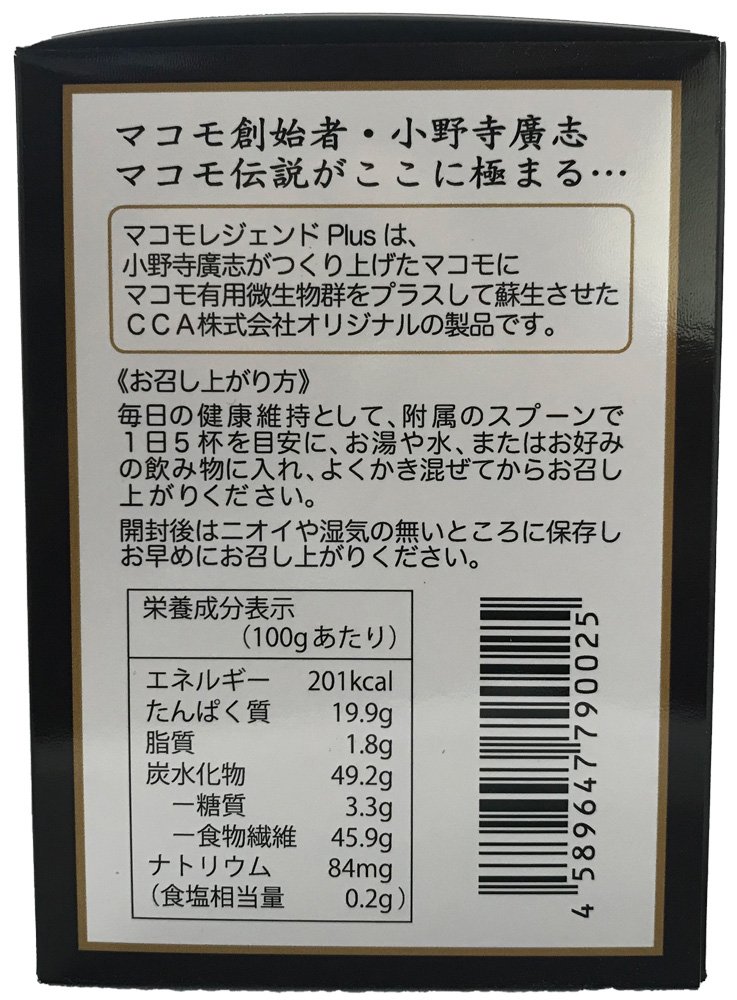 マコモ創始者・小野寺廣志
マコモ伝説がここに極まる…
マコモレジェンド Plus は、
小野寺廣志がつくり上げたマコモに
マコモ有用微生物群をプラスして蘇生させた
CCA株式会社オリジナルの製品です。
《お召し上がり方》
毎日の健康維持として、附属のスプーンで
1日5杯を目安に、お湯や水、またはお好み
の飲み物に入れ、よくかき混ぜてからお召し
上がりください。
開封後はニオイや湿気の無いところに保存し
お早めにお召し上がりください。
栄養成分表示
（100gあたり）
エネルギー 201kcal
たんぱく質 19.9g
脂質 1.8g
炭水化物 49.2g
－糖質 3.3g
－食物繊維 45.9g
ナトリウム 84mg
（食塩相当量 0.2g）
4 589647 790025